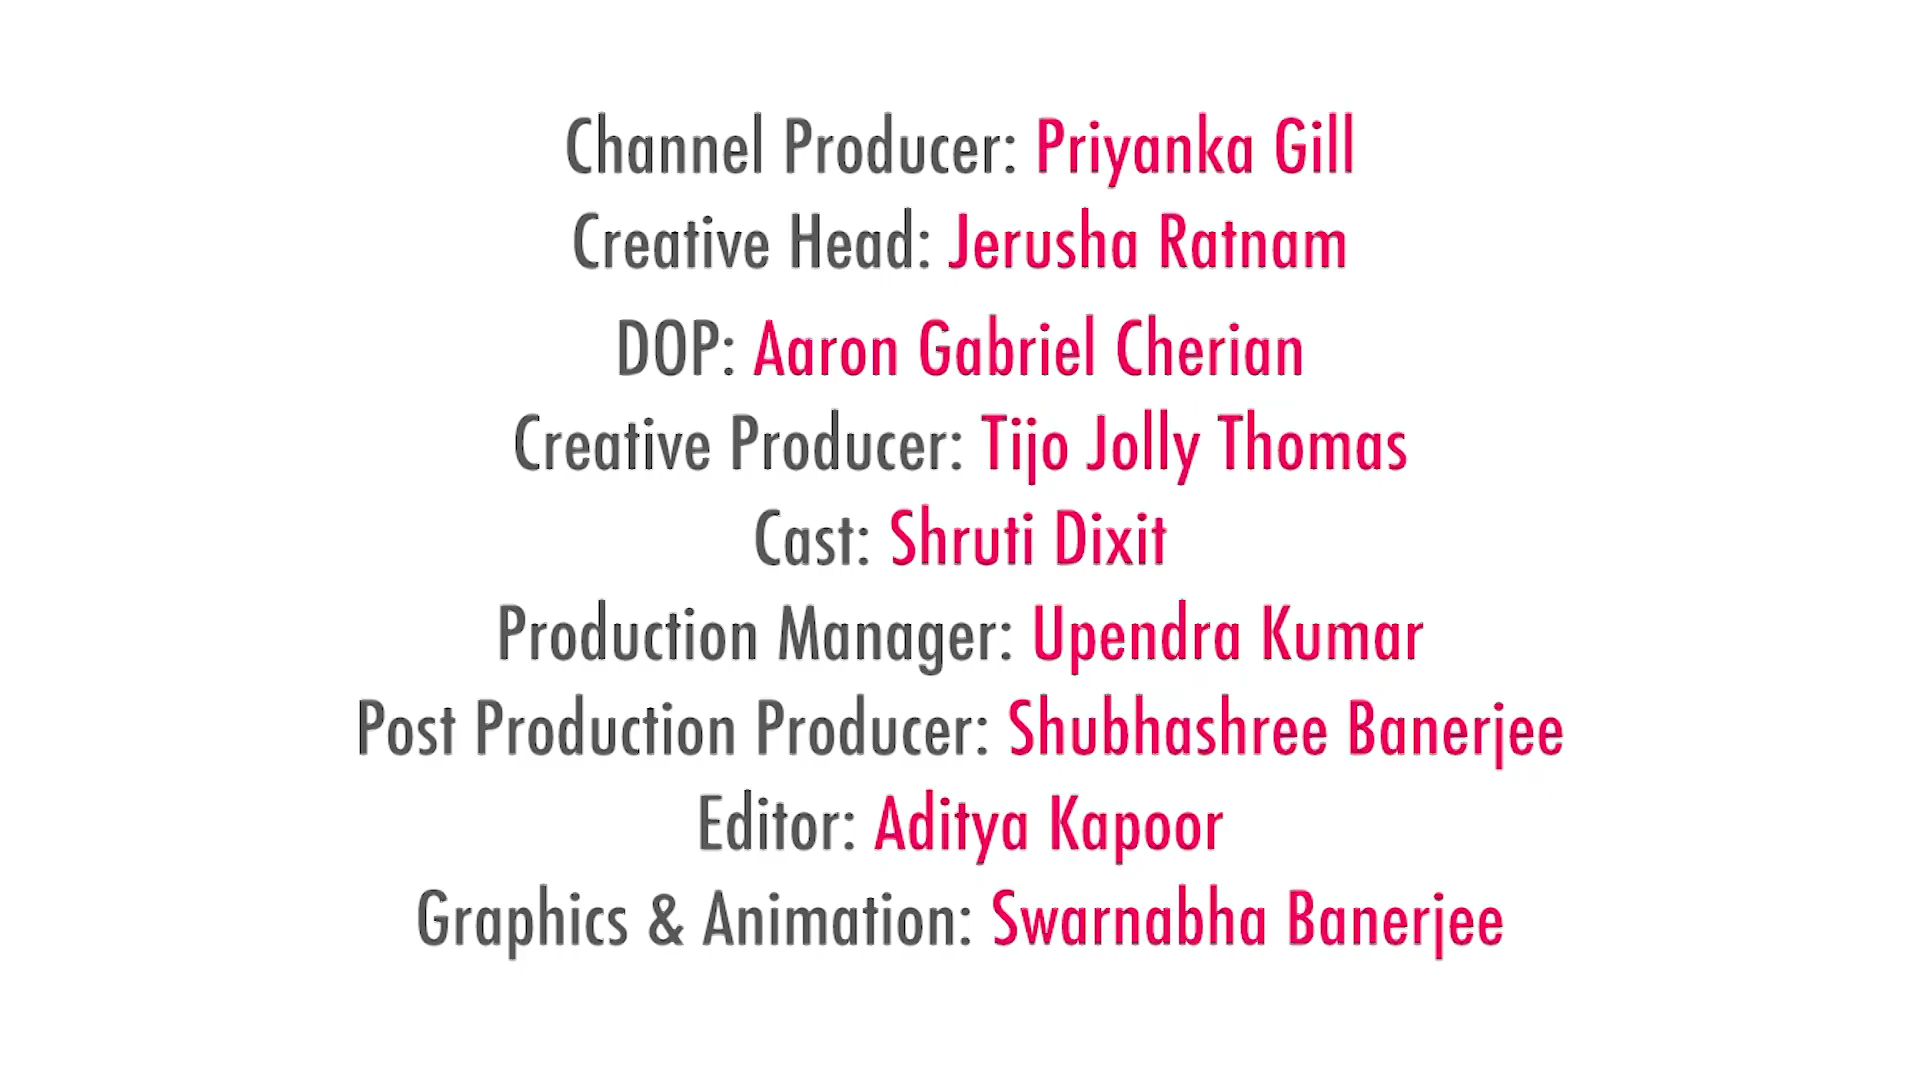 Channel Producer: Priyanka Gill
Creative Head: Jerusha Ratnam
DOP: Aaron Gabriel Cherian
Creative Producer: Tijo Jolly Thomas
Cast: Shruti Dixit
Production Manager: Upendra Kumar
Post Production Producer: Shubhashree Banerjee
Editor: Aditya Kapoor
Graphics & Animation: Swarnabha Banerjee